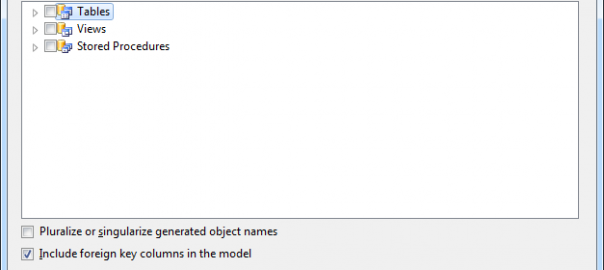 Tables
Views
Stored Procedures
Pluralize or singularize generated object names
Include foreign key columns in the model